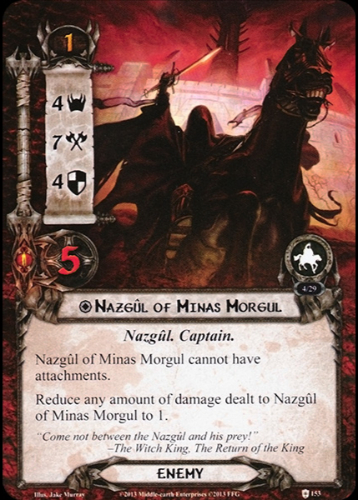 1
4
7
4
5
4/29
Nazgûl of Minas Morgul
Nazgûl. Captain.
Nazgûl of Minas Morgul cannot have
attachments.
Reduce any amount of damage dealt to Nazgûl
of Minas Morgul to 1.
“Come not between the Nazgûl and his prey!”
–The Witch King, The Return of the King
ENEMY
Illus. Jake Murray ©2013 Middle-earth Enterprises ©2013 FFG 153